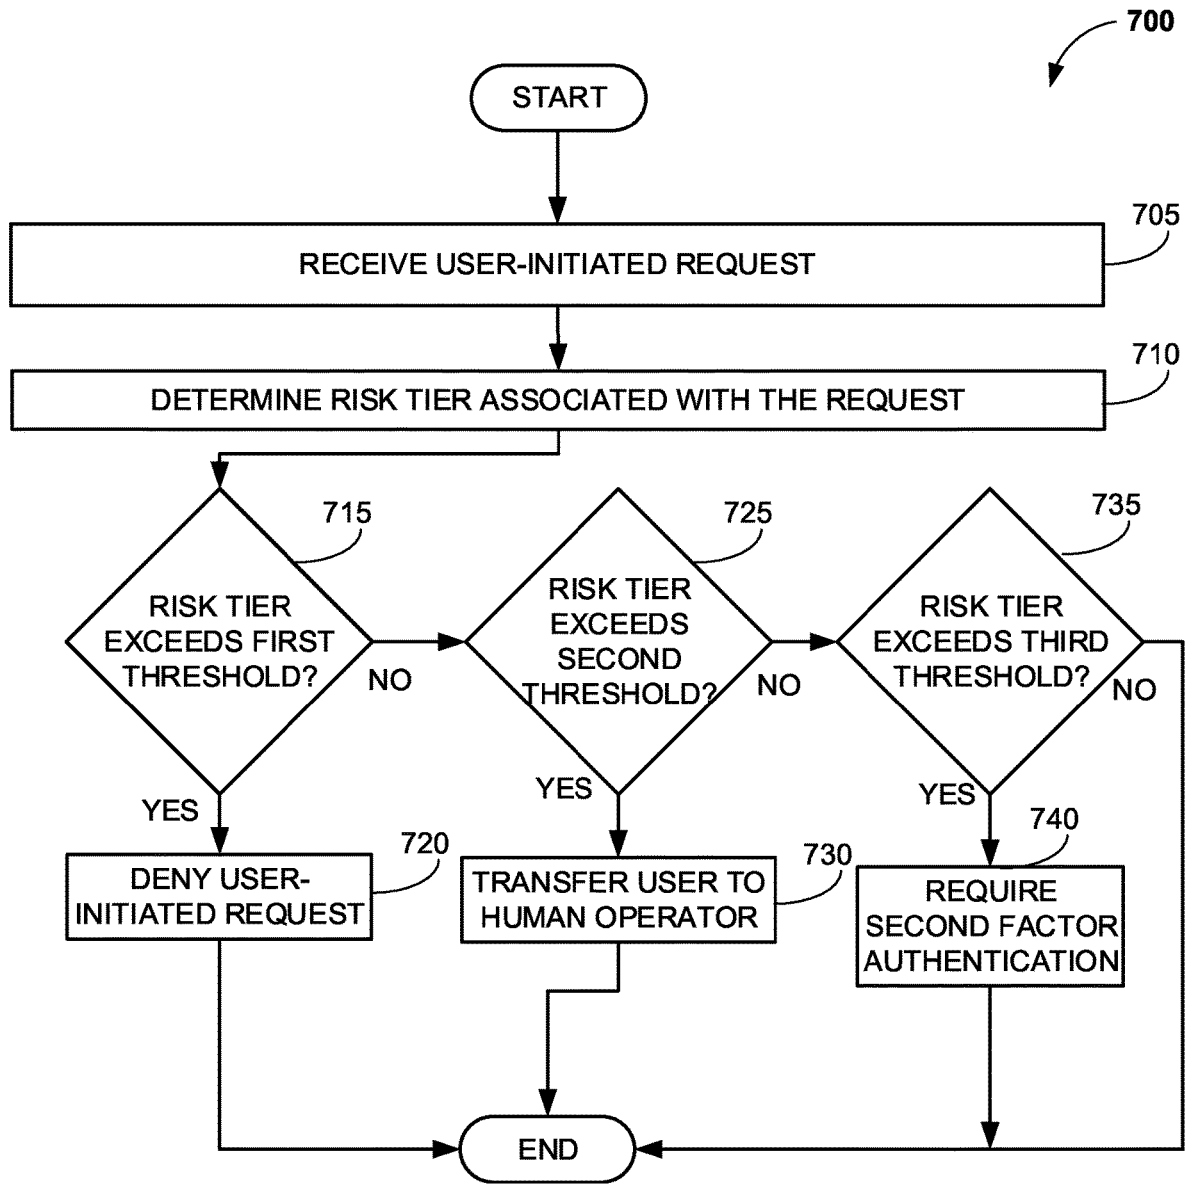 700
START
705
RECEIVE USER-INITIATED REQUEST
710
DETERMINE RISK TIER ASSOCIATED WITH THE REQUEST
715
RISK TIER
EXCEEDS FIRST
THRESHOLD?
NO
YES
725
RISK TIER
EXCEEDS
SECOND
THRESHOLD?
NO
YES
735
RISK TIER
EXCEEDS THIRD
THRESHOLD?
NO
YES
720
DENY USER-
INITIATED REQUEST
730
TRANSFER USER TO
HUMAN OPERATOR
740
REQUIRE
SECOND FACTOR
AUTHENTICATION
END